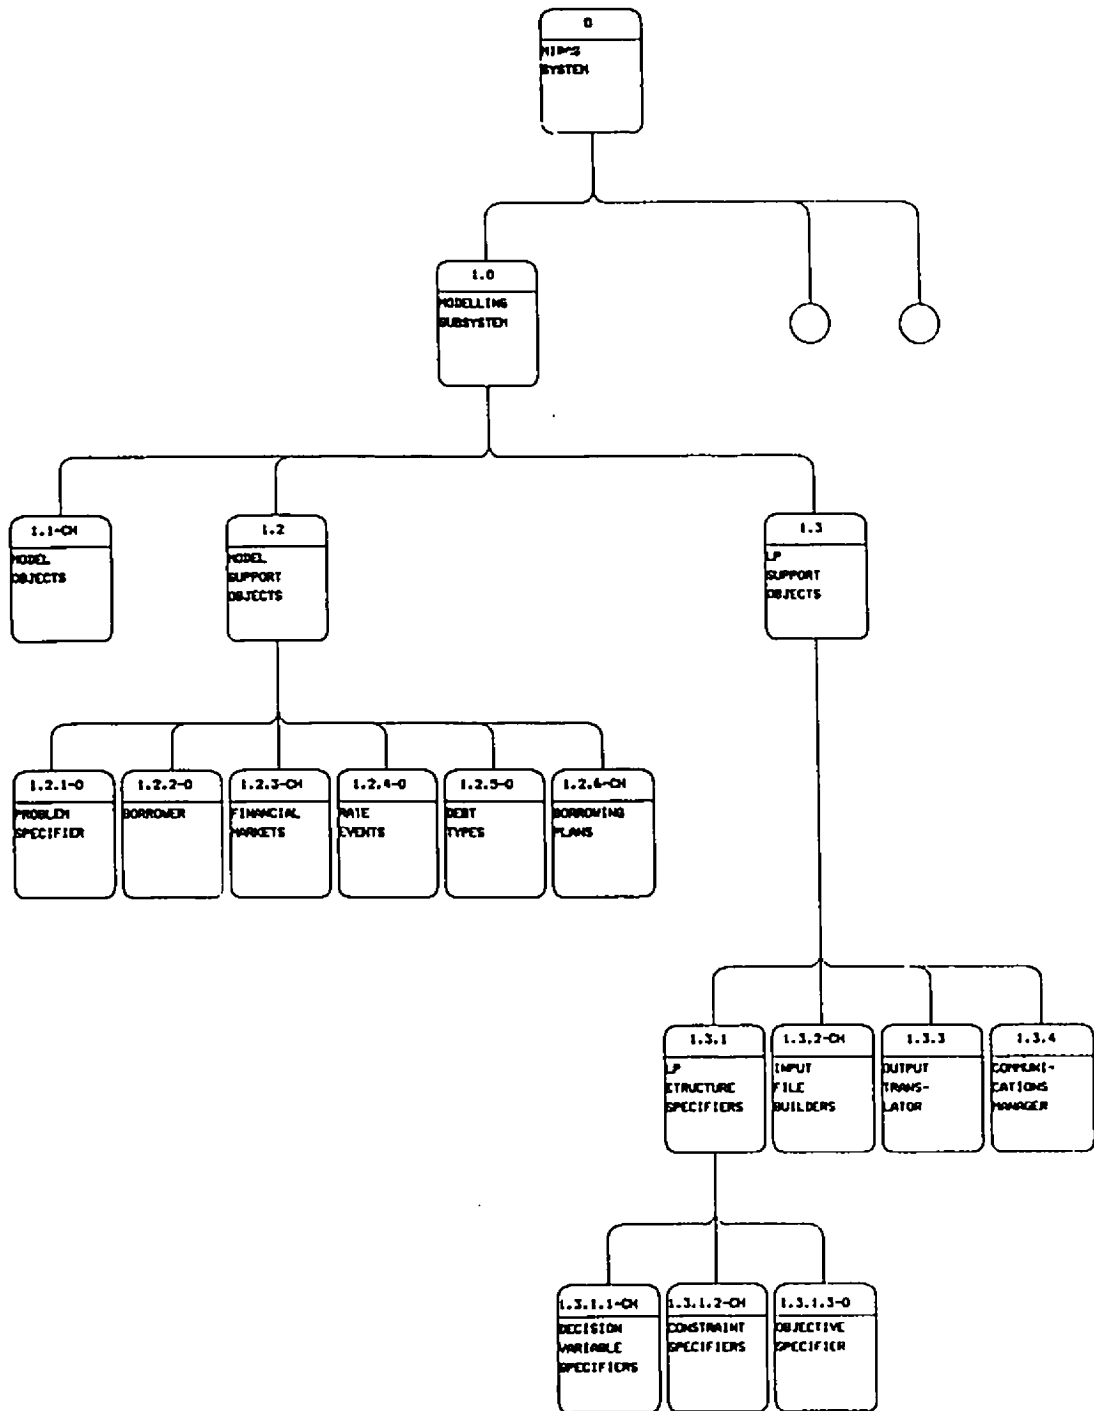 0
MIDAS
SYSTEM
1.0
MODELLING
SUBSYSTEM
1.1-CH
MODEL
OBJECTS
1.2
MODEL
SUPPORT
OBJECTS
1.3
LP
SUPPORT
OBJECTS
1.2.1-O
PROBLEM
SPECIFIER
1.2.2-O
BORROWER
1.2.3-CH
FINANCIAL
MARKETS
1.2.4-O
RATE
EVENTS
1.2.5-O
DEBT
TYPES
1.2.6-CH
BORROWING
PLANS
1.3.1
LP
STRUCTURE
SPECIFIERS
1.3.2-CH
INPUT
FILE
BUILDERS
1.3.3
OUTPUT
TRANS-
LATOR
1.3.4
COMMUNI-
CATIONS
MANAGER
1.3.1.1-CH
DECISION
VARIABLE
SPECIFIERS
1.3.1.2-CH
CONSTRAINT
SPECIFIERS
1.3.1.3-O
OBJECTIVE
SPECIFIER